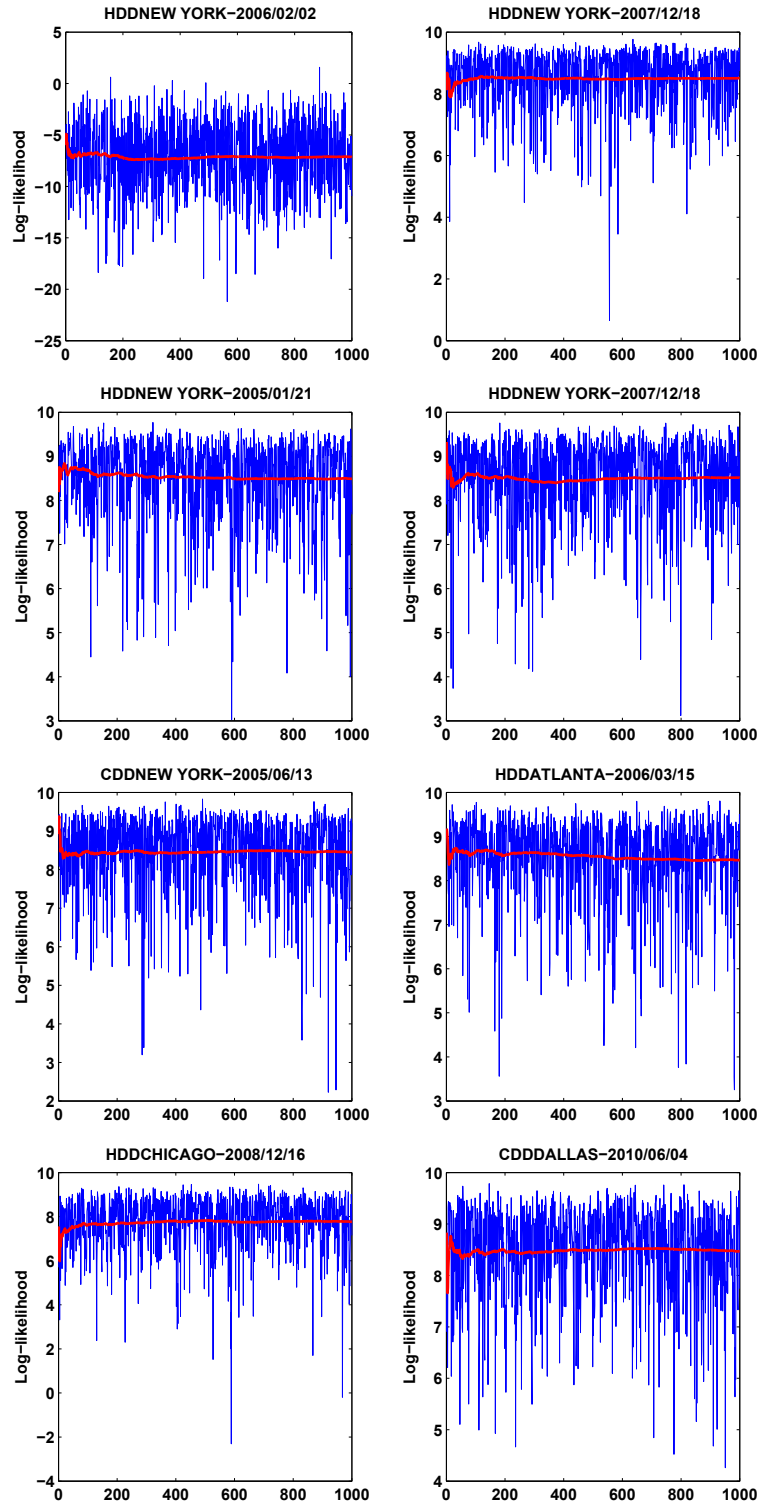 HDDNEW YORK−2006/02/02
Log−likelihood
5
0
−5
−10
−15
−20
−25
0 200 400 600 800 1000
HDDNEW YORK−2007/12/18
Log−likelihood
10
8
6
4
2
0
0 200 400 600 800 1000
HDDNEW YORK−2005/01/21
Log−likelihood
10
9
8
7
6
5
4
3
0 200 400 600 800 1000
HDDNEW YORK−2007/12/18
Log−likelihood
10
9
8
7
6
5
4
3
0 200 400 600 800 1000
CDDNEW YORK−2005/06/13
Log−likelihood
10
9
8
7
6
5
4
3
2
0 200 400 600 800 1000
HDDATLANTA−2006/03/15
Log−likelihood
10
9
8
7
6
5
4
3
0 200 400 600 800 1000
HDDCHICAGO−2008/12/16
Log−likelihood
10
8
6
4
2
0
−2
−4
0 200 400 600 800 1000
CDDDALLAS−2010/06/04
Log−likelihood
10
9
8
7
6
5
4
0 200 400 600 800 1000